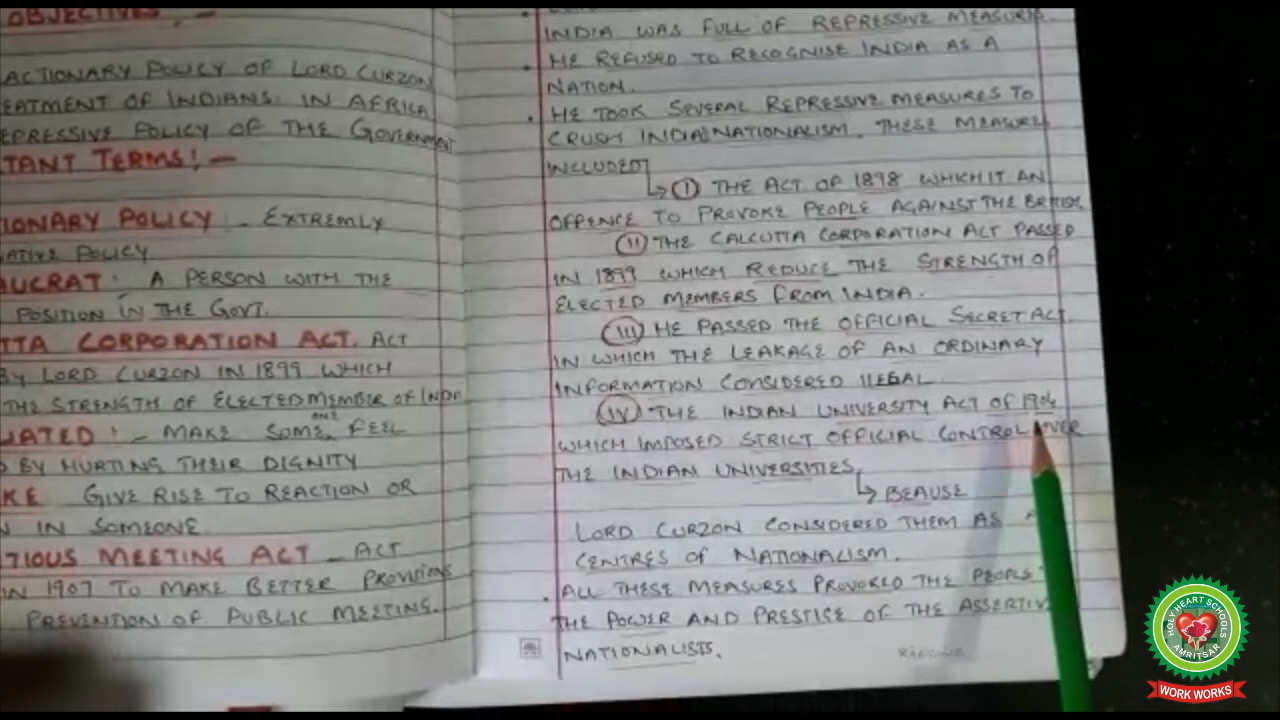 OBJECTIVES :-
ACTIONARY POLICY OF LORD CURZON
EATMENT OF INDIANS. IN AFRICA
EPRESSIVE POLICY OF THE GOVERNMENT
TANT TERMS! -
IONARY POLICY - EXTREMLY
ATIVE POLICY
AUCRAT: A PERSON WITH THE
POSITION IN THE GOVT.
TTA CORPORATION ACT. ACT
BY LORD CURZON IN 1899 WHICH
THE STRENGTH OF ELECTED MEMBER OF INDI
UATED! - MAKE SOME ONE FEEL
D BY HURTING THEIR DIGNITY
KE GIVE RISE TO REACTION OR
N IN SOMEONE.
TIOUS MEETING ACT - ACT
IN 1907 TO MAKE BETTER PROVISIONS
PREVENTION OF PUBLIC MEETING.
INDIA WAS FULL OF REPRESSIVE MEASURES.
. HE REFUSED TO RECOGNISE INDIA AS A
NATION.
. HE TOOK SEVERAL REPRESSIVE MEASURES TO
CRUSH INDIAN NATIONALISM. THESE MEASURE
INCLUDED
→ (I) THE ACT OF 1898 WHICH IT AN
OFFENCE TO PROVOKE PEOPLE AGAINST THE BRITISH
(II) THE CALCUTTA CORPORATION ACT PASSED
IN 1899 WHICH REDUCE THE STRENGTH OF
ELECTED MEMBERS FROM INDIA.
(III) HE PASSED THE OFFICIAL SECRET ACT.
IN WHICH THE LEAKAGE OF AN ORDINARY
INFORMATION CONSIDERED ILEGAL.
(IV) THE INDIAN UNIVERSITY ACT OF 1904
WHICH IMPOSED STRICT OFFICIAL CONTROL OVER
THE INDIAN UNIVERSITIES
→ BEAUSE
LORD CURZON CONSIDERED THEM AS
CENTRES OF NATIONALISM.
. ALL THESE MEASURES PROVOKED THE PEOPLE
THE POWER AND PRESTIGE OF THE ASSERTIVE
NATIONALISTS.
HOLY HEART SCHOOLS
AMRITSAR
WORK WORKS